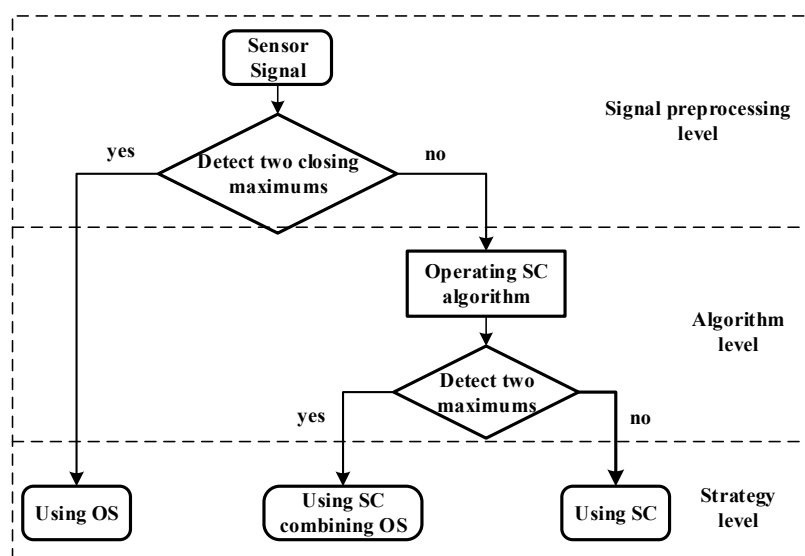 Sensor
Signal
Signal preprocessing
level
yes
Detect two closing
maximums
no
Operating SC
algorithm
Algorithm
level
Detect two
maximums
yes
no
Using OS
Using SC
combining OS
Using SC
Strategy
level